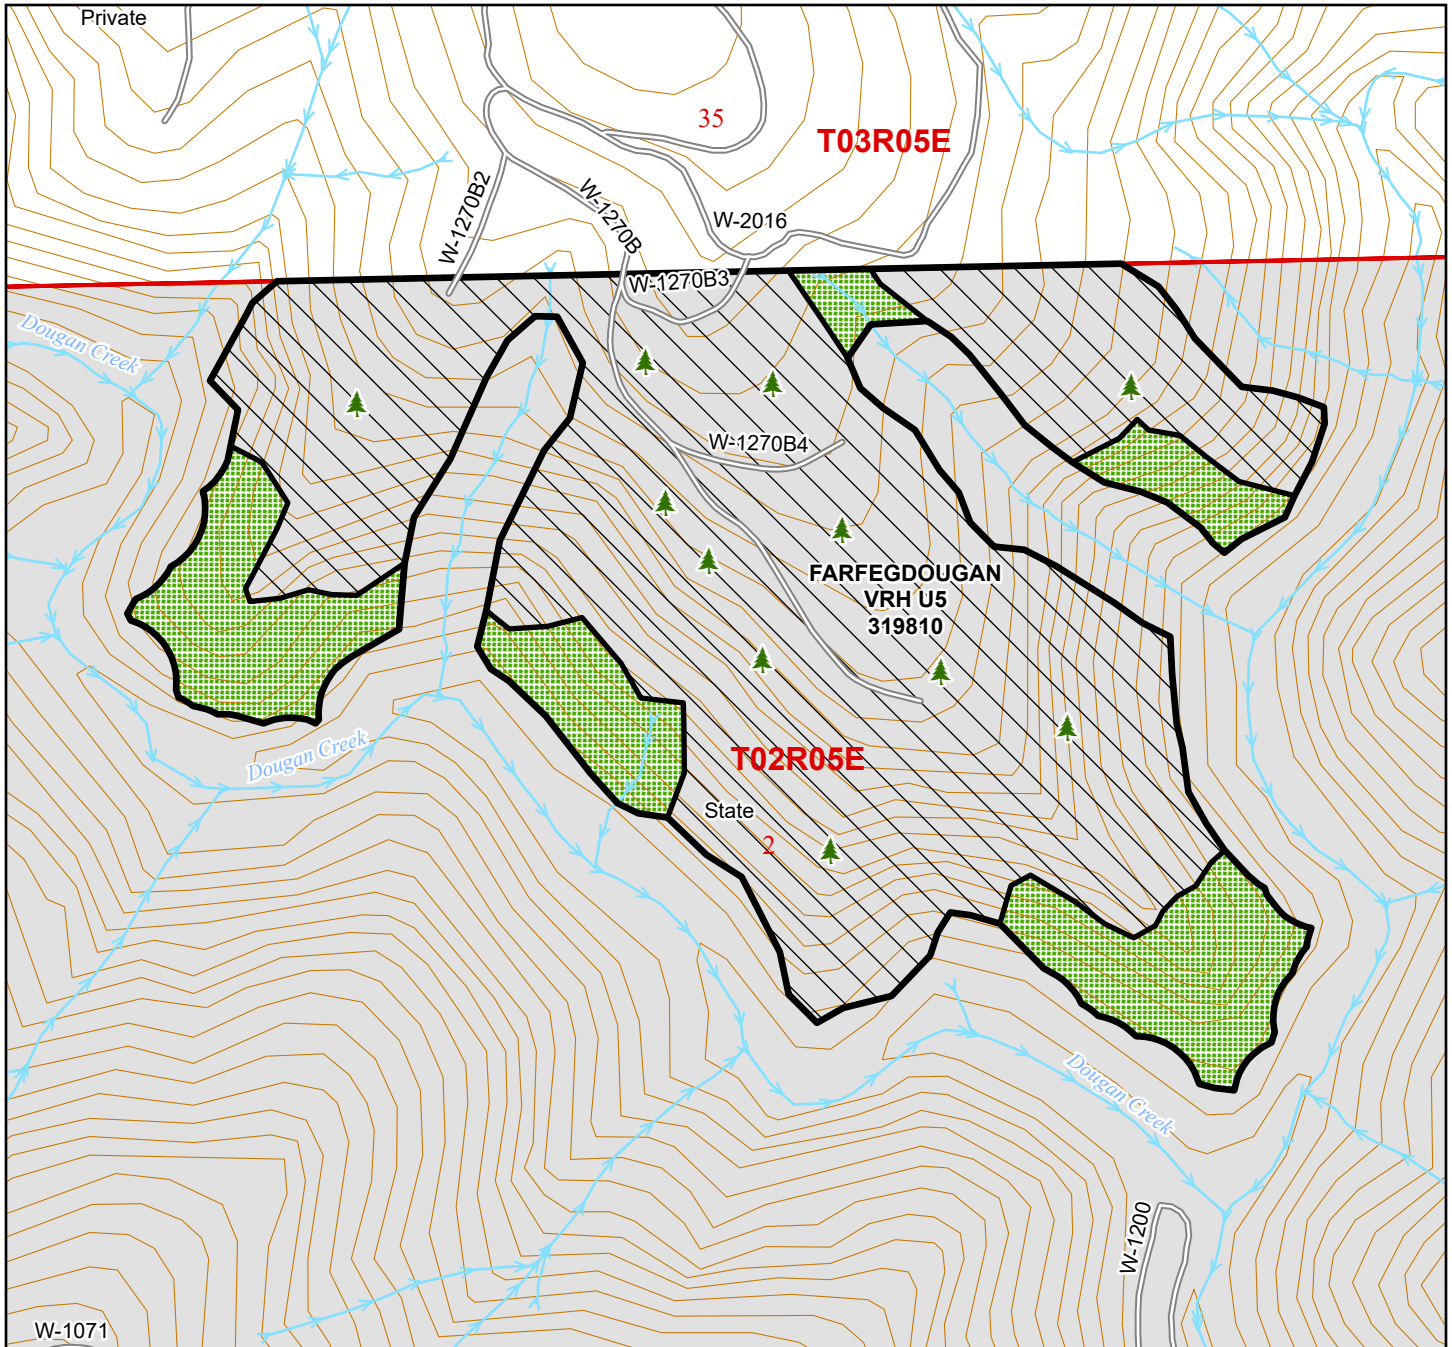 Private
35
T03R05E
W-1270B2
W-1270B
W-2016
W-1270B3
Dougan Creek
W-1270B4
FARFEGDOUGAN
VRH U5
319810
Dougan Creek
T02R05E
State
2
Dougan Creek
W-1200
W-1071